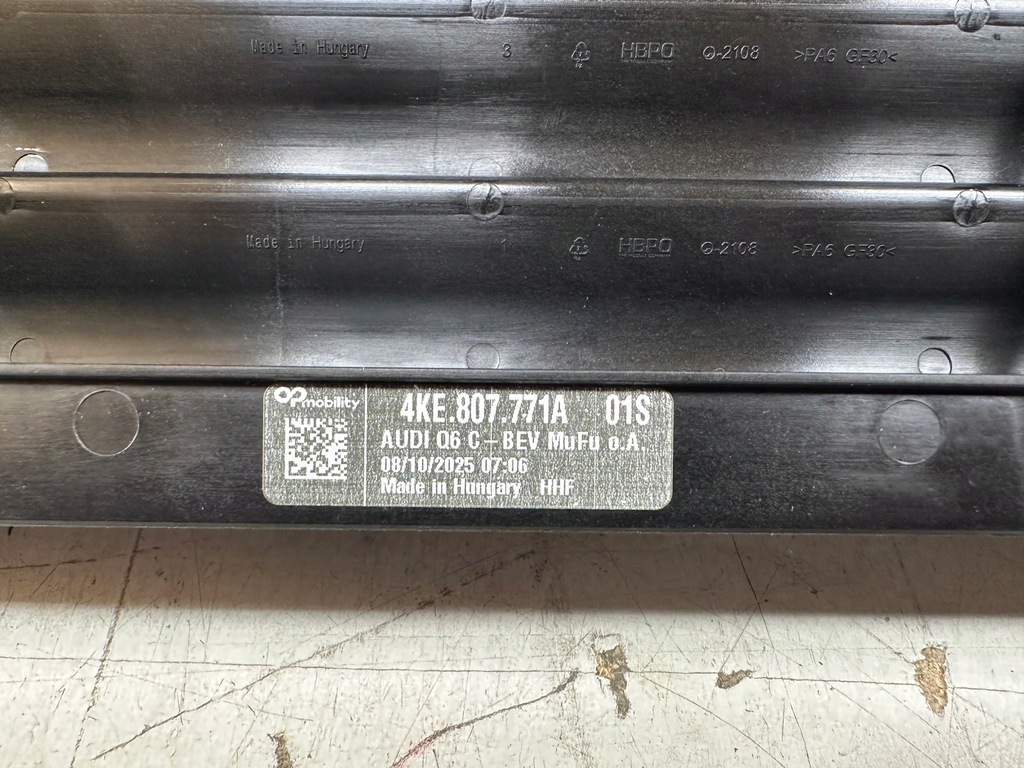 Made in Hungary 3 HBPO Q-2108 >PA6 GF30<
Made in Hungary 1 HBPO Q-2108 >PA6 GF30<
OPmobility 4KE.807.771A 01S
AUDI Q6 C-BEV MuFu o.A.
08/10/2025 07:06
Made in Hungary HHF